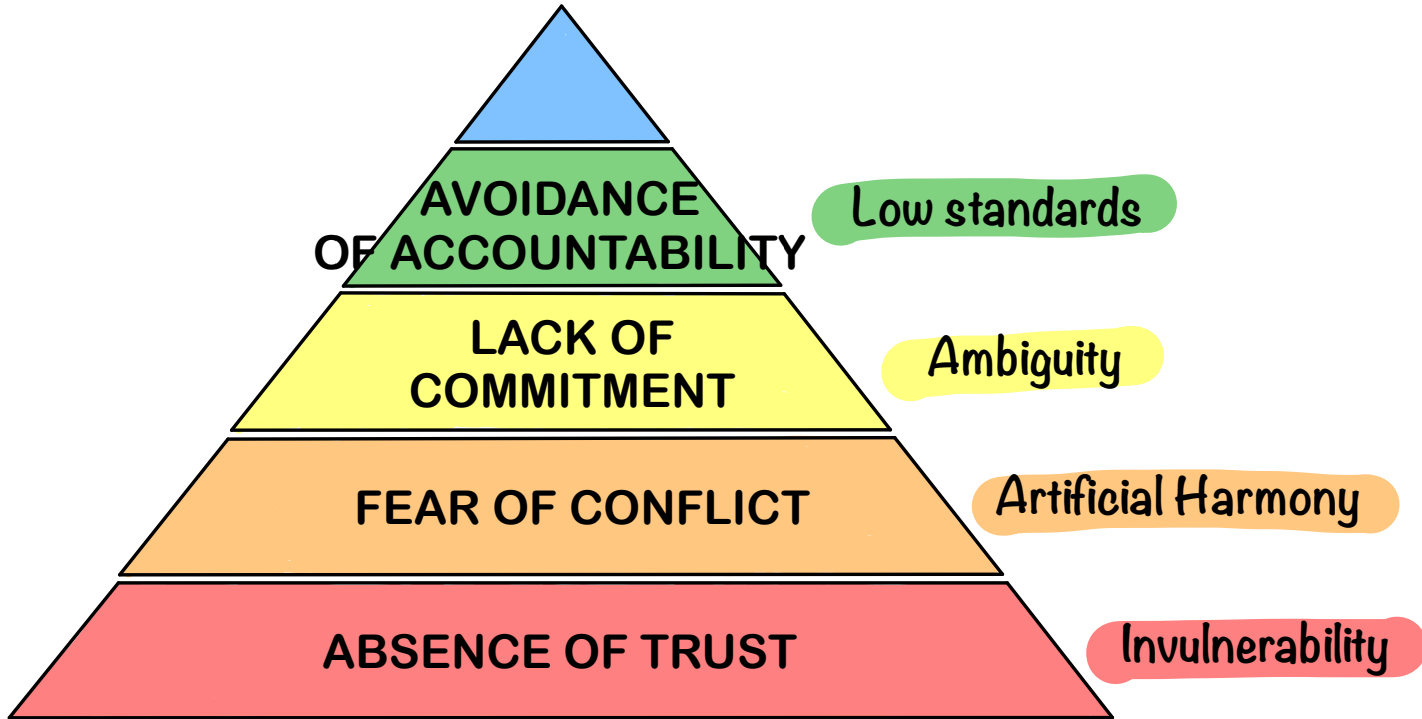 AVOIDANCE
OF ACCOUNTABILITY
Low standards
LACK OF
COMMITMENT
Ambiguity
FEAR OF CONFLICT
Artificial Harmony
ABSENCE OF TRUST
Invulnerability